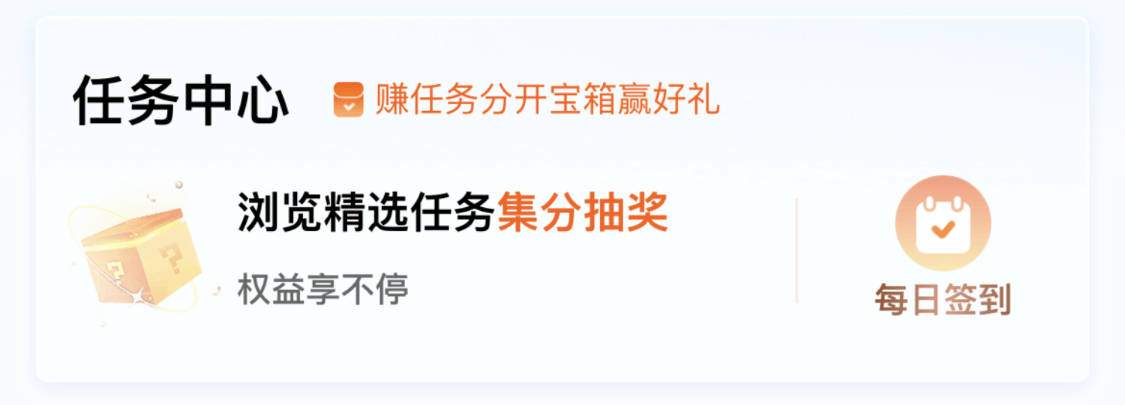 任务中心
赚任务分开宝箱赢好礼
浏览精选任务集分抽奖
权益享不停
每日签到